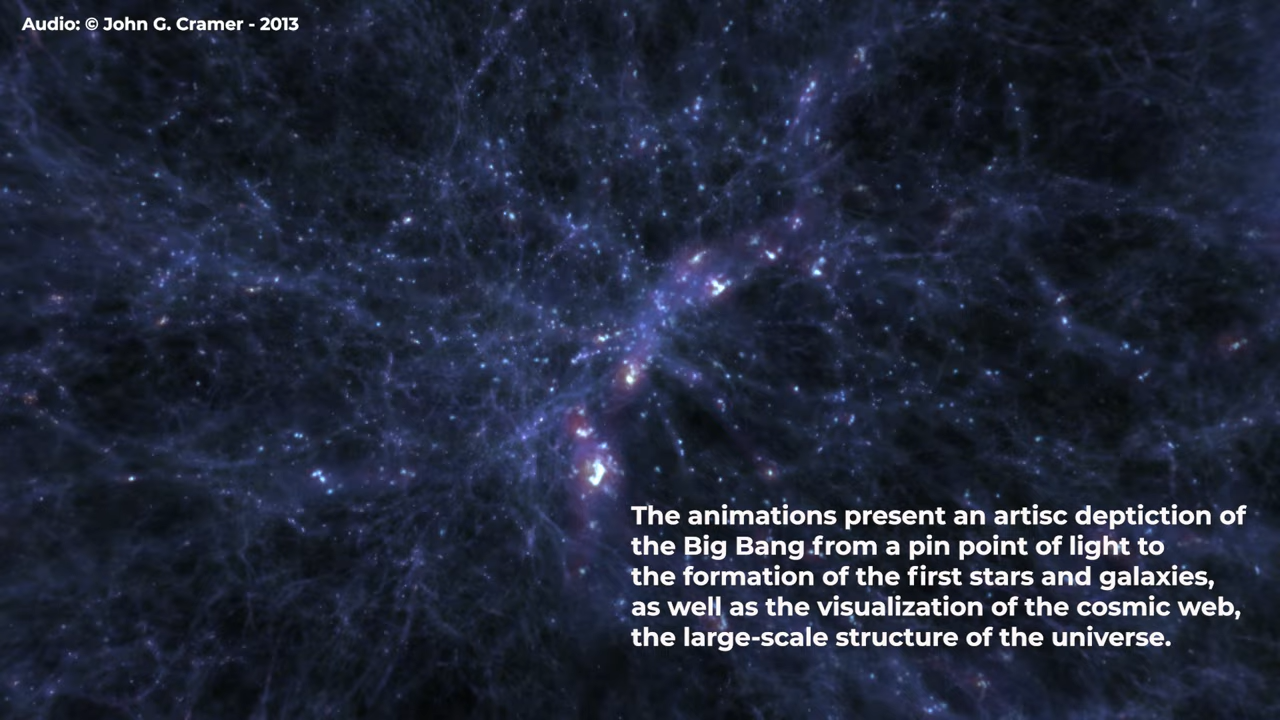 Audio: © John G. Cramer - 2013
The animations present an artisc deptiction of
the Big Bang from a pin point of light to
the formation of the first stars and galaxies,
as well as the visualization of the cosmic web,
the large-scale structure of the universe.